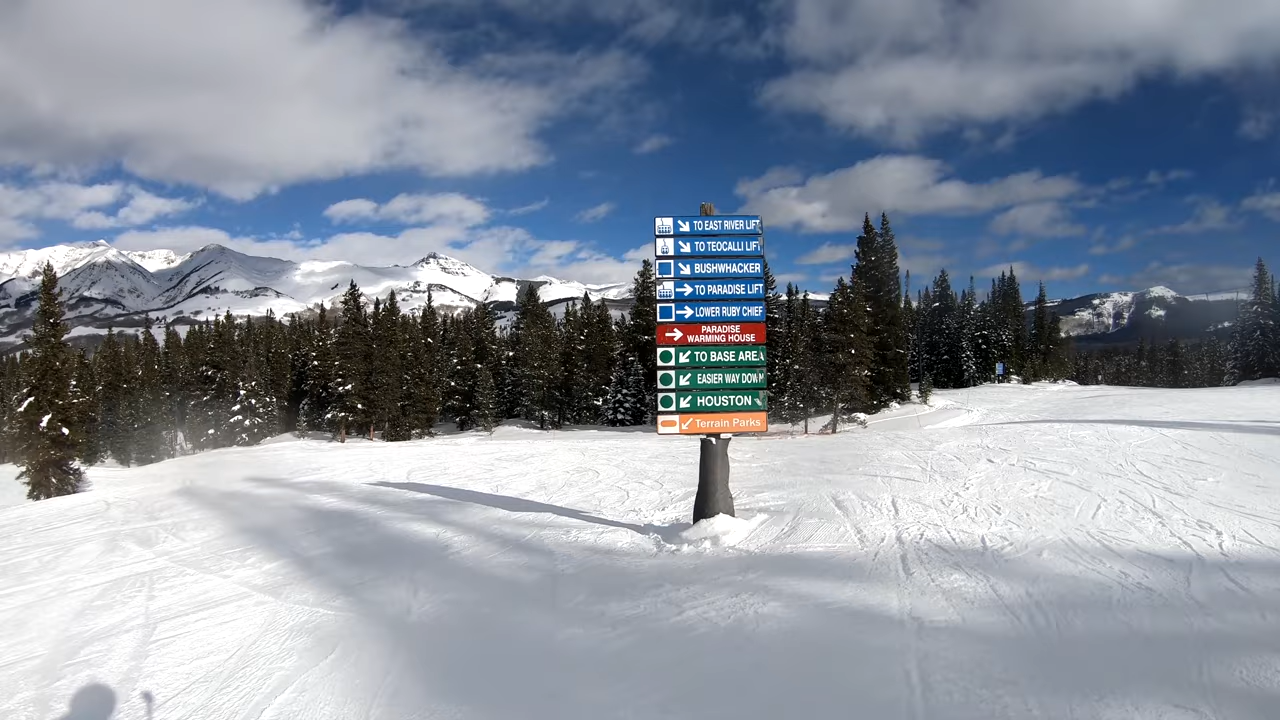 TO EAST RIVER LIFT
TO TEOCALLI LIFT
BUSHWHACKER
TO PARADISE LIFT
LOWER RUBY CHIEF
PARADISE
WARMING HOUSE
TO BASE AREA
EASIER WAY DOWN
HOUSTON
Terrain Parks